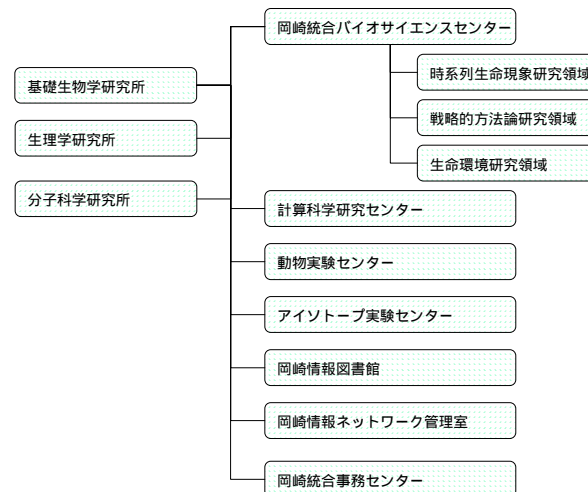 岡崎統合バイオサイエンスセンター
時系列生命現象研究領域
戦略的方法論研究領域
生命環境研究領域
基礎生物学研究所
生理学研究所
分子科学研究所
計算科学研究センター
動物実験センター
アイソトープ実験センター
岡崎情報図書館
岡崎情報ネットワーク管理室
岡崎統合事務センター